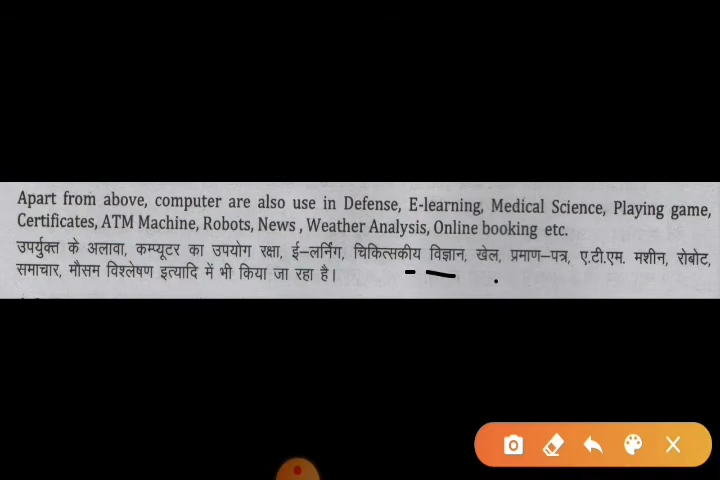 Apart from above, computer are also use in Defense, E-learning, Medical Science, Playing game,
Certificates, ATM Machine, Robots, News , Weather Analysis, Online booking etc.
उपर्युक्त के अलावा, कम्प्यूटर का उपयोग रक्षा, ई–लर्निग, चिकित्सकीय विज्ञान, खेल, प्रमाण–पत्र, ए.टी.एम. मशीन, रोबोट,
समाचार, मौसम विश्लेषण इत्यादि में भी किया जा रहा है।